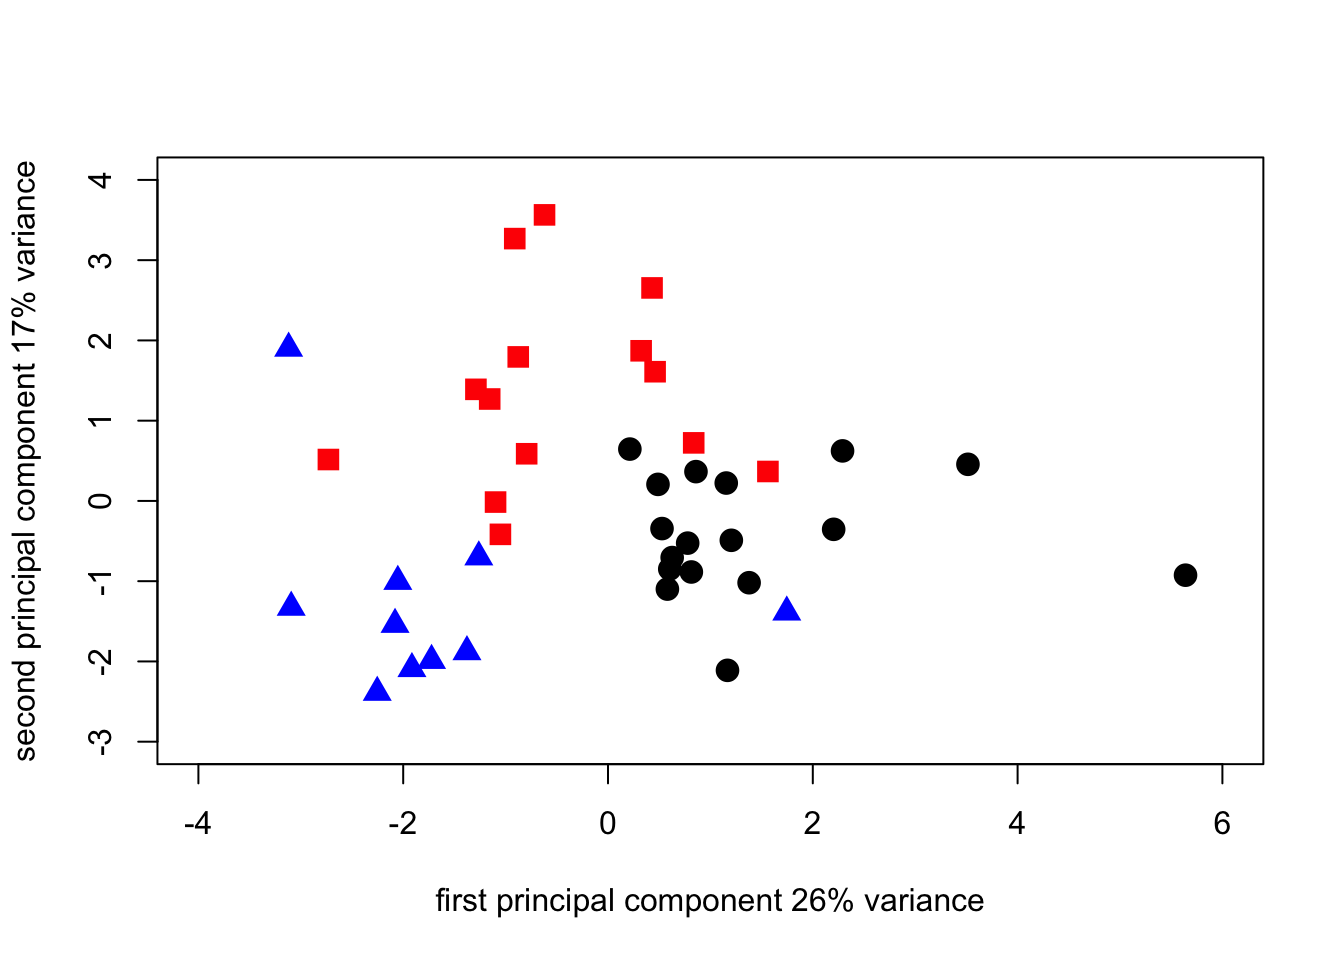 second principal component 17% variance
4
3
2
1
0
-1
-2
-3
-4 -2 0 2 4 6
first principal component 26% variance